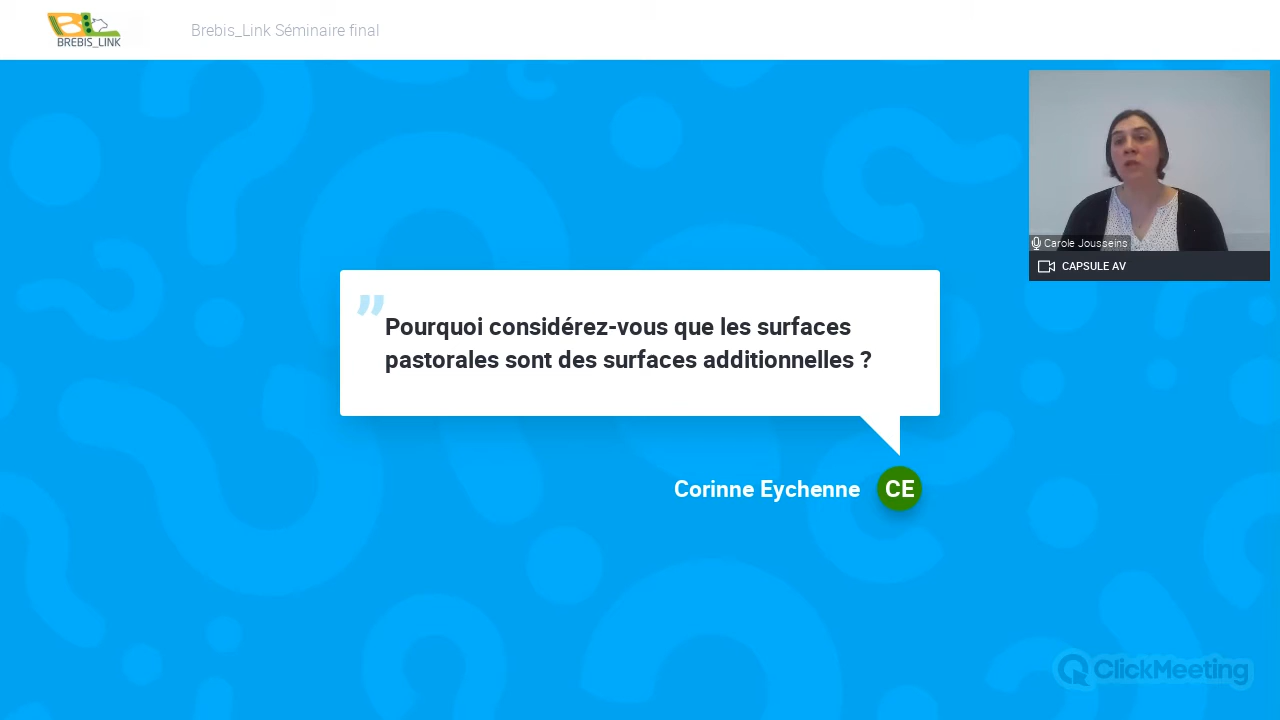 BL
BREBIS_LINK
Brebis_Link Séminaire final
Carole Jousseins
CAPSULE AV
”
Pourquoi considérez-vous que les surfaces
pastorales sont des surfaces additionnelles ?
Corinne Eychenne
CE
ClickMeeting